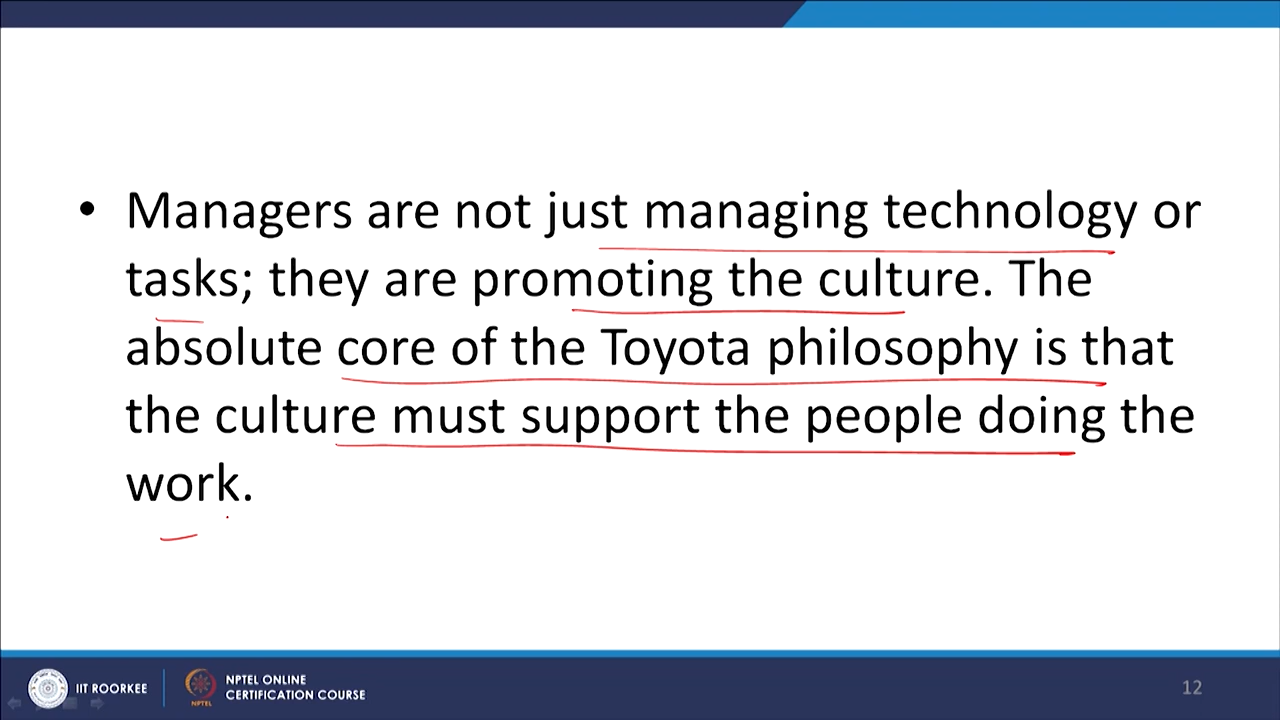 • Managers are not just managing technology or
tasks; they are promoting the culture. The
absolute core of the Toyota philosophy is that
the culture must support the people doing the
work.
IIT ROORKEE
NPTEL
NPTEL ONLINE
CERTIFICATION COURSE
12